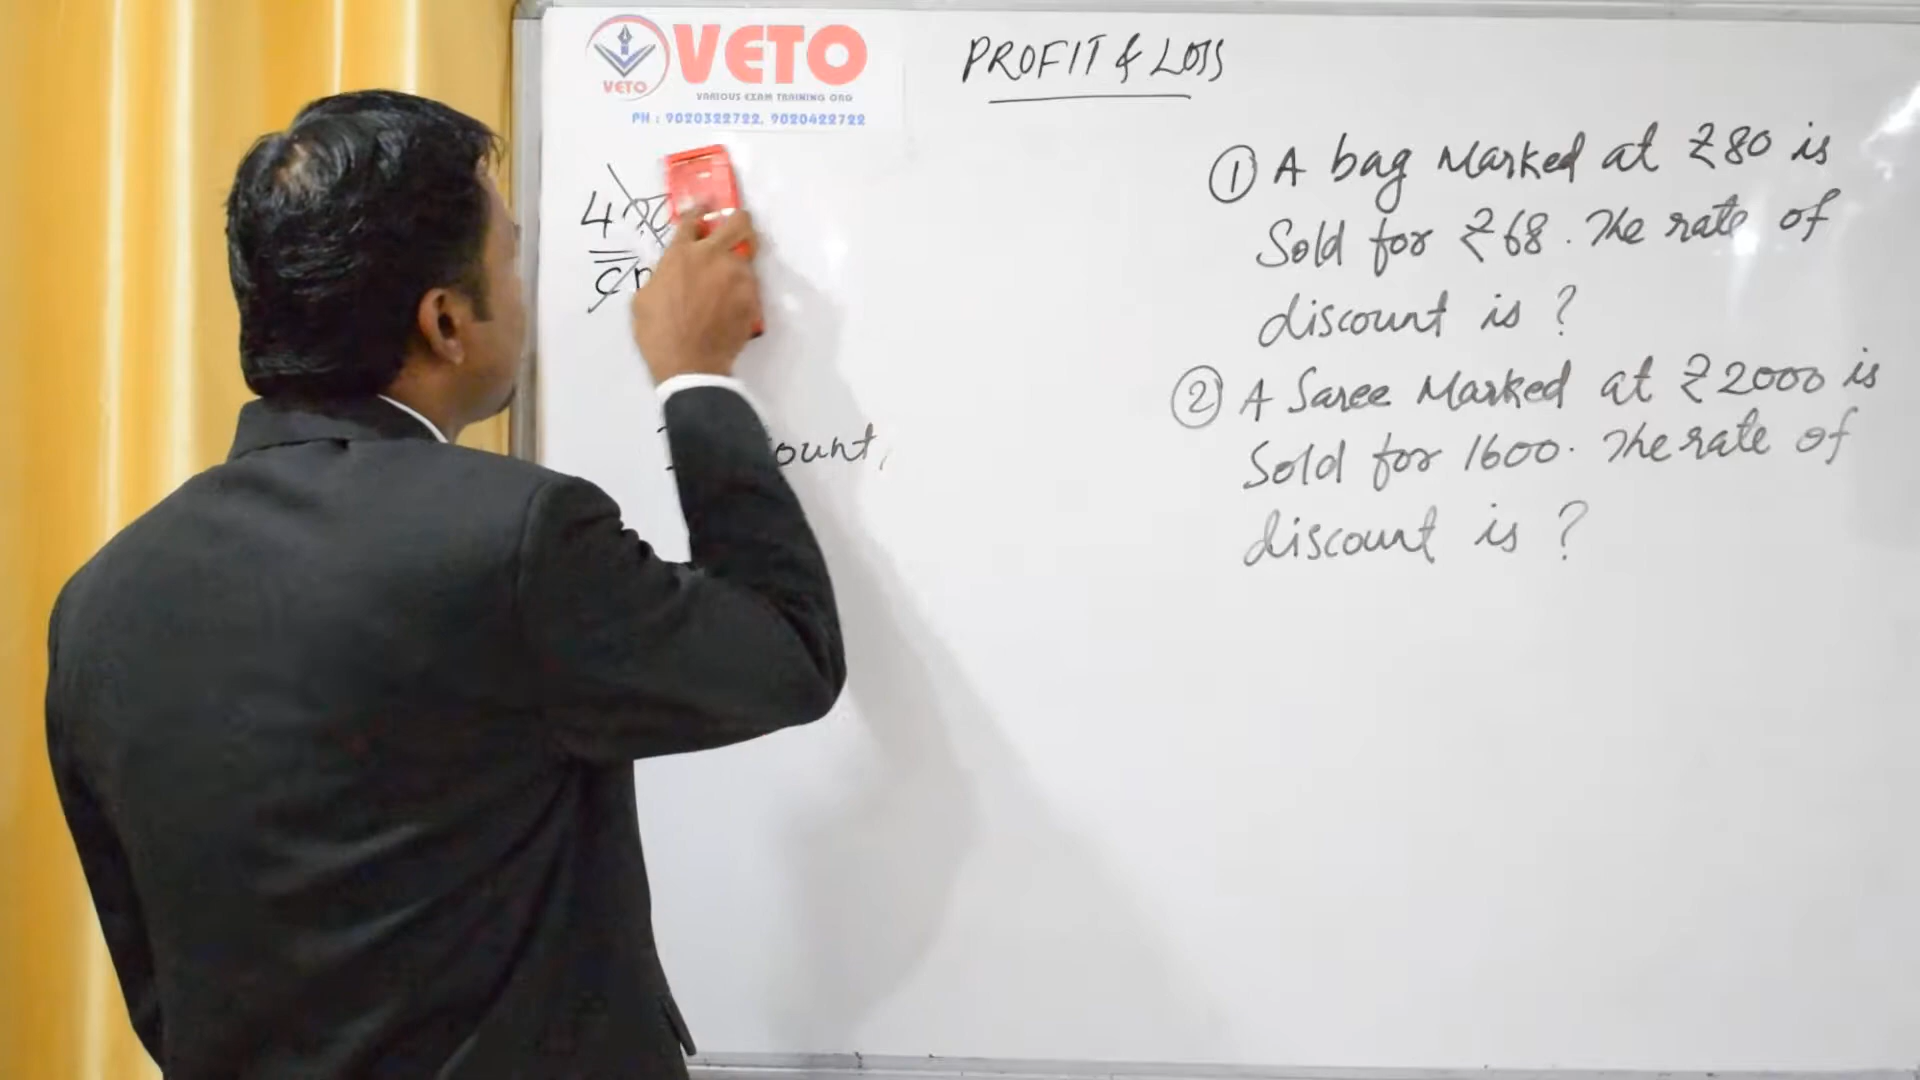 VETO
VETO
VARIOUS EXAM TRAINING ORG
PH : 9020322722, 9020422722
PROFIT & LOSS
① A bag Marked at ₹80 is
Sold for ₹68. The rate of
discount is ?
② A Saree Marked at ₹2000 is
Sold for 1600. The rate of
discount is ?
4